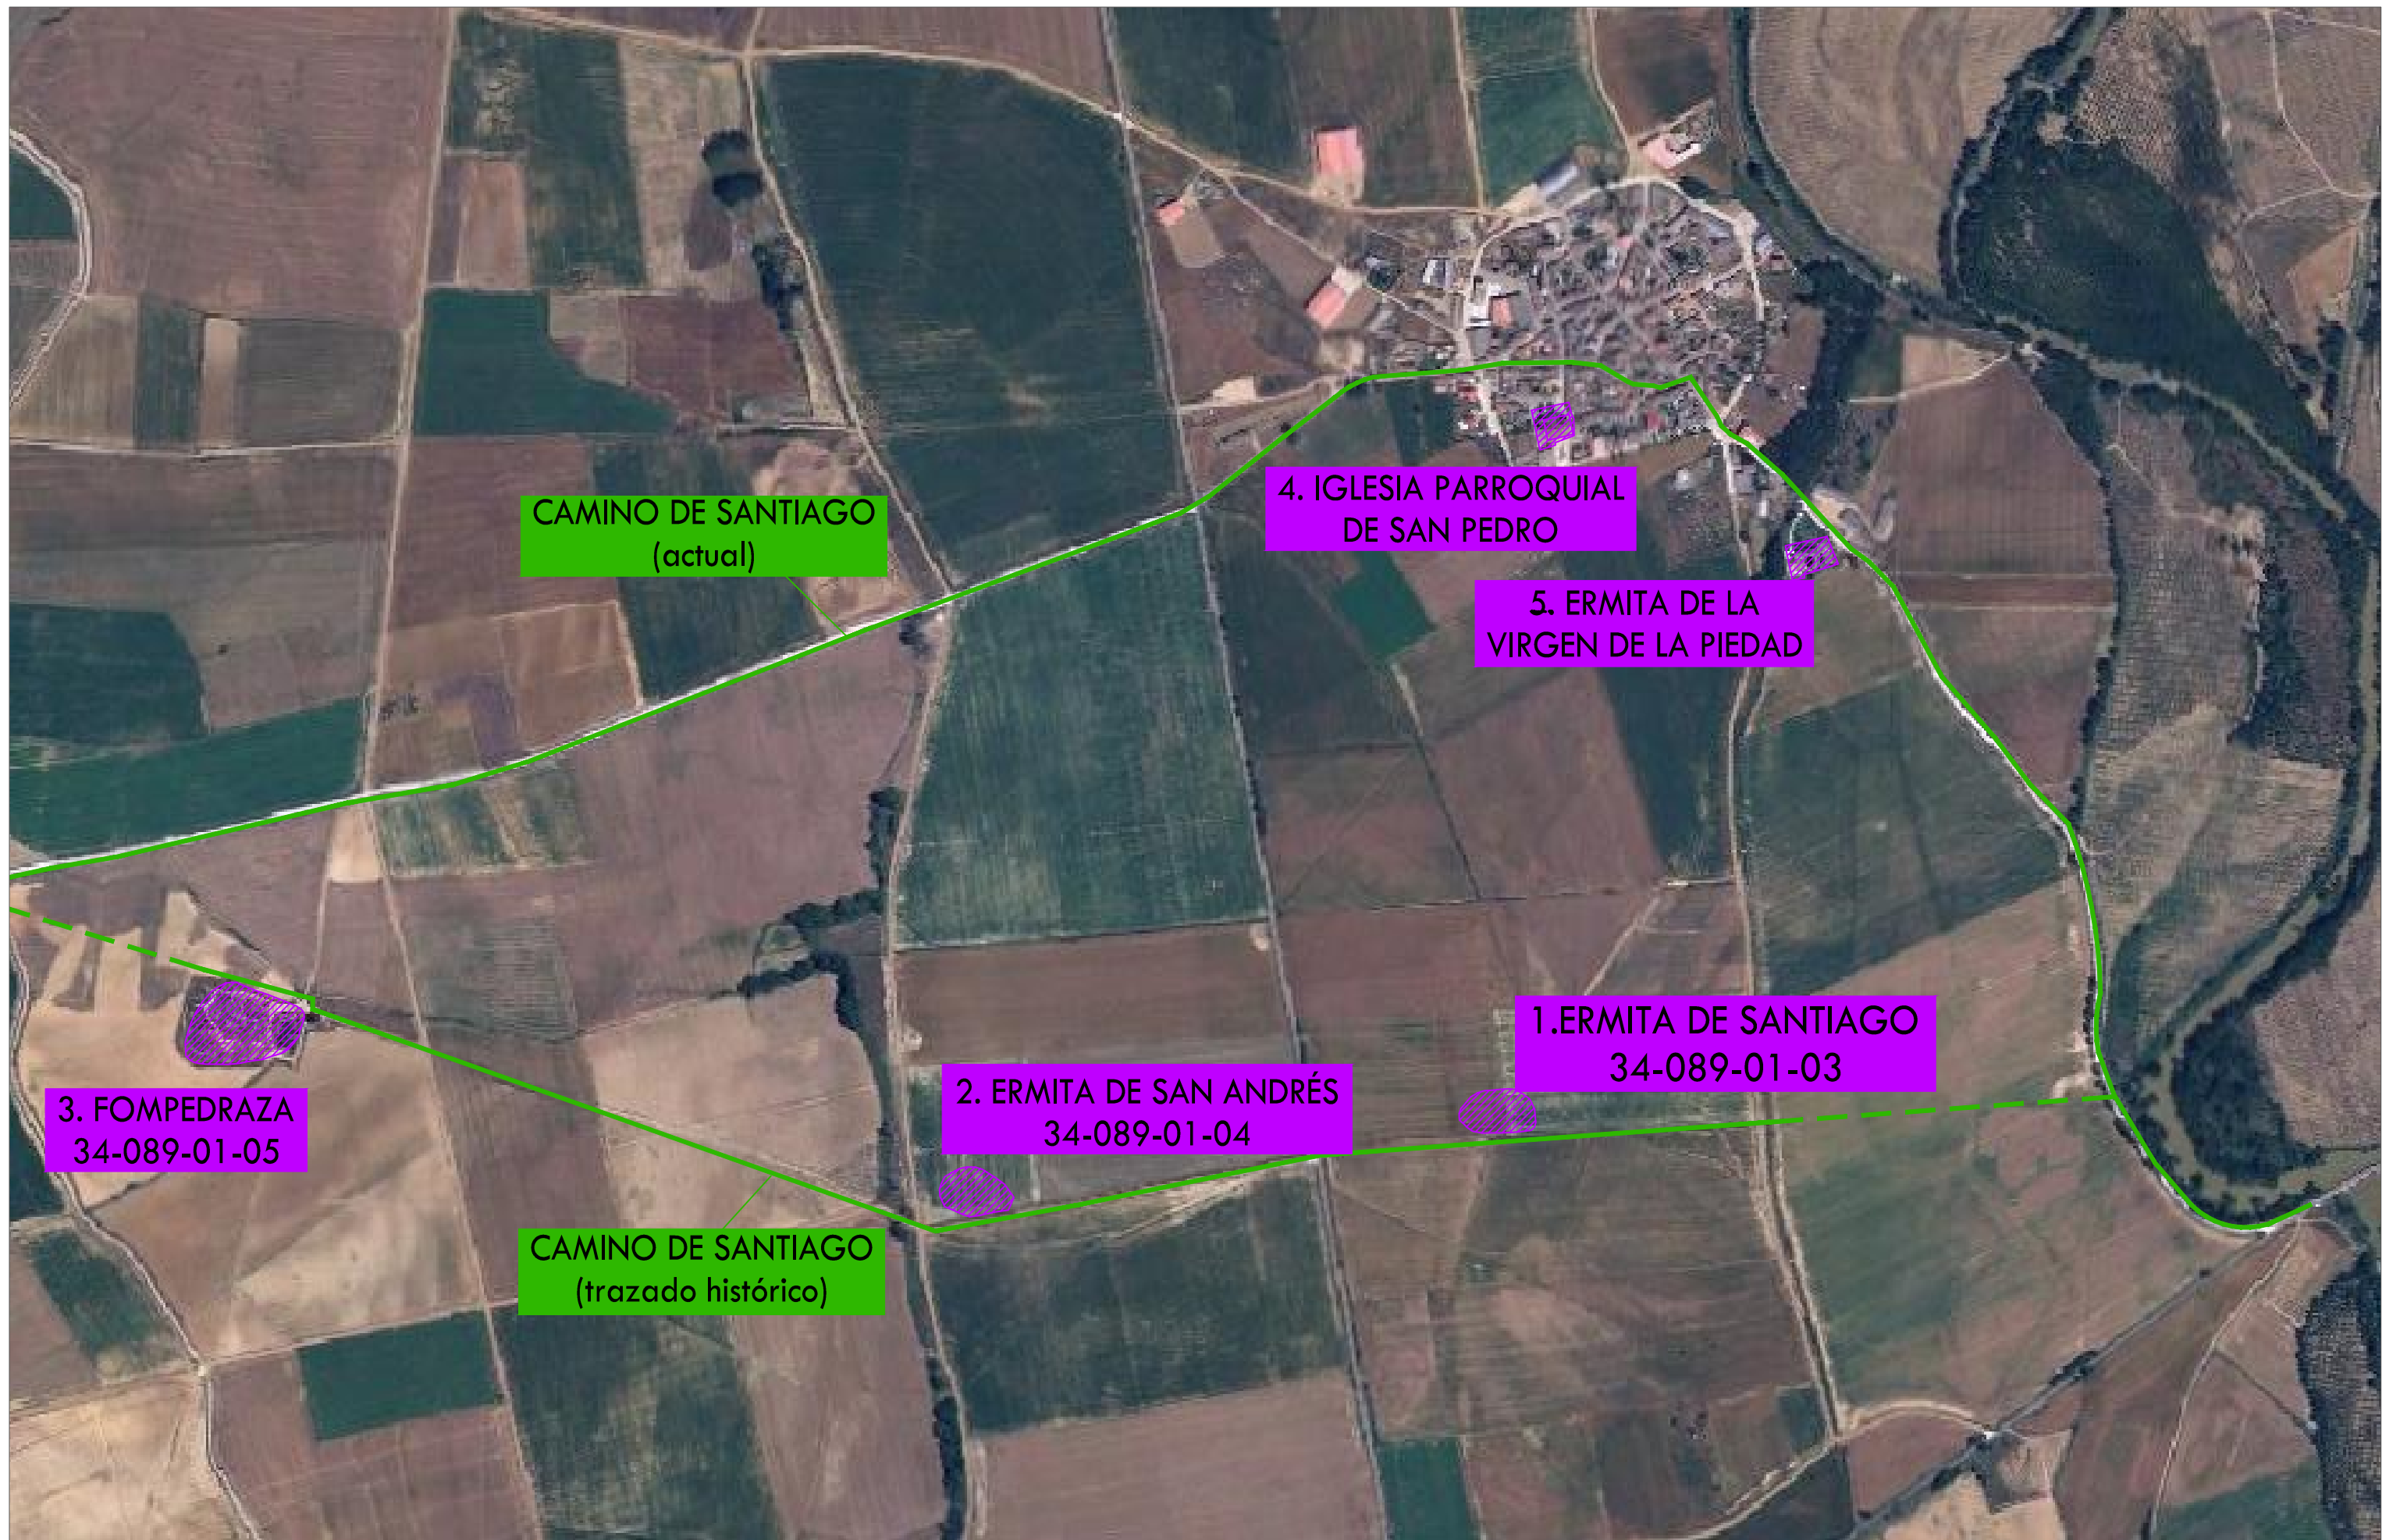 CAMINO DE SANTIAGO
(actual)
4. IGLESIA PARROQUIAL
DE SAN PEDRO
5. ERMITA DE LA
VIRGEN DE LA PIEDAD
1.ERMITA DE SANTIAGO
34-089-01-03
2. ERMITA DE SAN ANDRÉS
34-089-01-04
3. FOMPEDRAZA
34-089-01-05
CAMINO DE SANTIAGO
(trazado histórico)